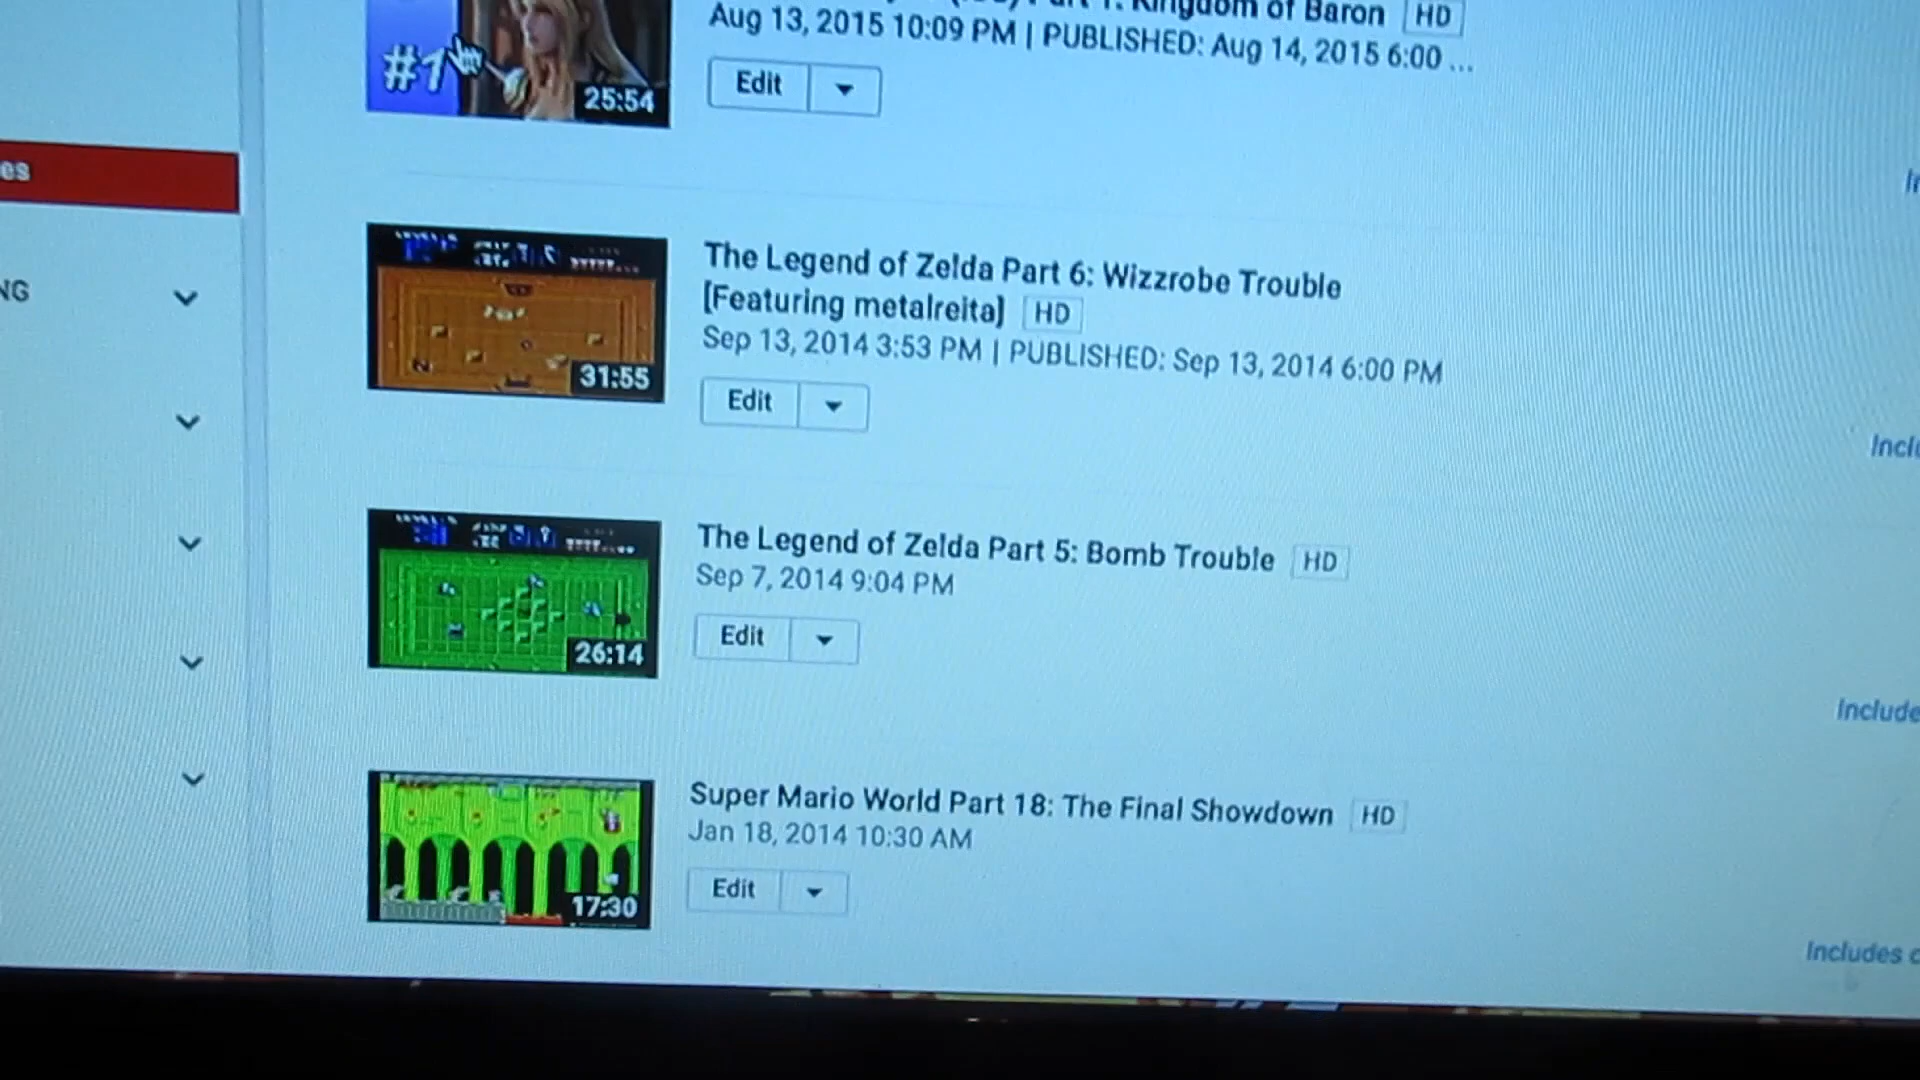 Part 1: Kingdom of Baron HD
Aug 13, 2015 10:09 PM | PUBLISHED: Aug 14, 2015 6:00 ...
#1
25:54
Edit
es
The Legend of Zelda Part 6: Wizzrobe Trouble
[Featuring metalreita] HD
Sep 13, 2014 3:53 PM | PUBLISHED: Sep 13, 2014 6:00 PM
31:55
Edit
NG
The Legend of Zelda Part 5: Bomb Trouble HD
Sep 7, 2014 9:04 PM
26:14
Edit
Include
Super Mario World Part 18: The Final Showdown HD
Jan 18, 2014 10:30 AM
17:30
Edit
Includes c